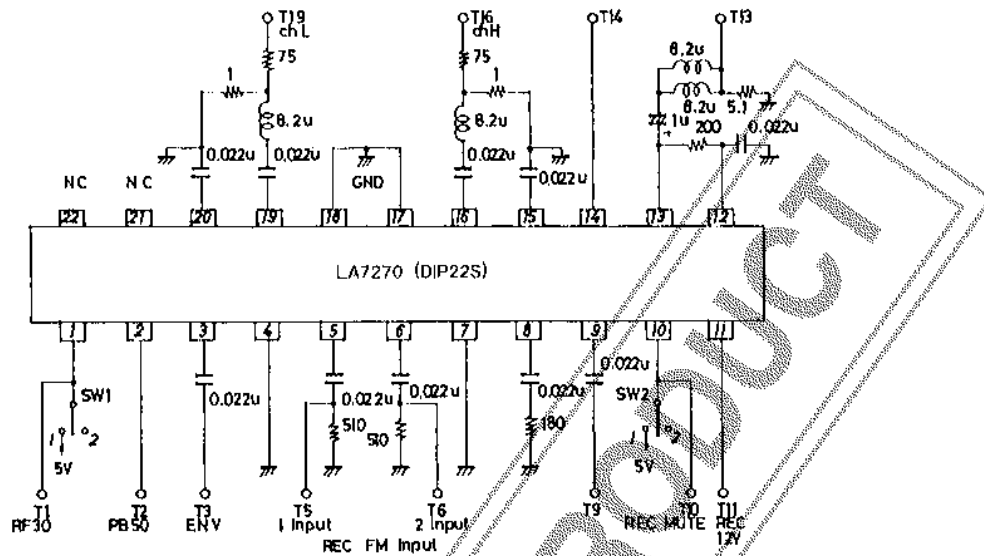 T19
chL
75
1
8.2u
0.022u
0.022u
T16
chH
75
1
8.2u
0.022u
0.022u
GND
T14
T13
8.2u
8.2u
5.1
.1u
200
0.022u
NC
NC
22 21 20 19 18 17 16 15 14 13 12
LA7270 (DIP22S)
1 2 3 4 5 6 7 8 9 10 11
SW1
1 2
5V
0.022u
0.022u
510
0.022u
510
0.022u
180
0.022u
SW2
1 2
5V
T1
RF30
T2
PB50
T3
ENV
T5
1 Input
T6
2 Input
REC FM Input
T9
T10
REC MUTE
T11
REC
12V
PRODUCT